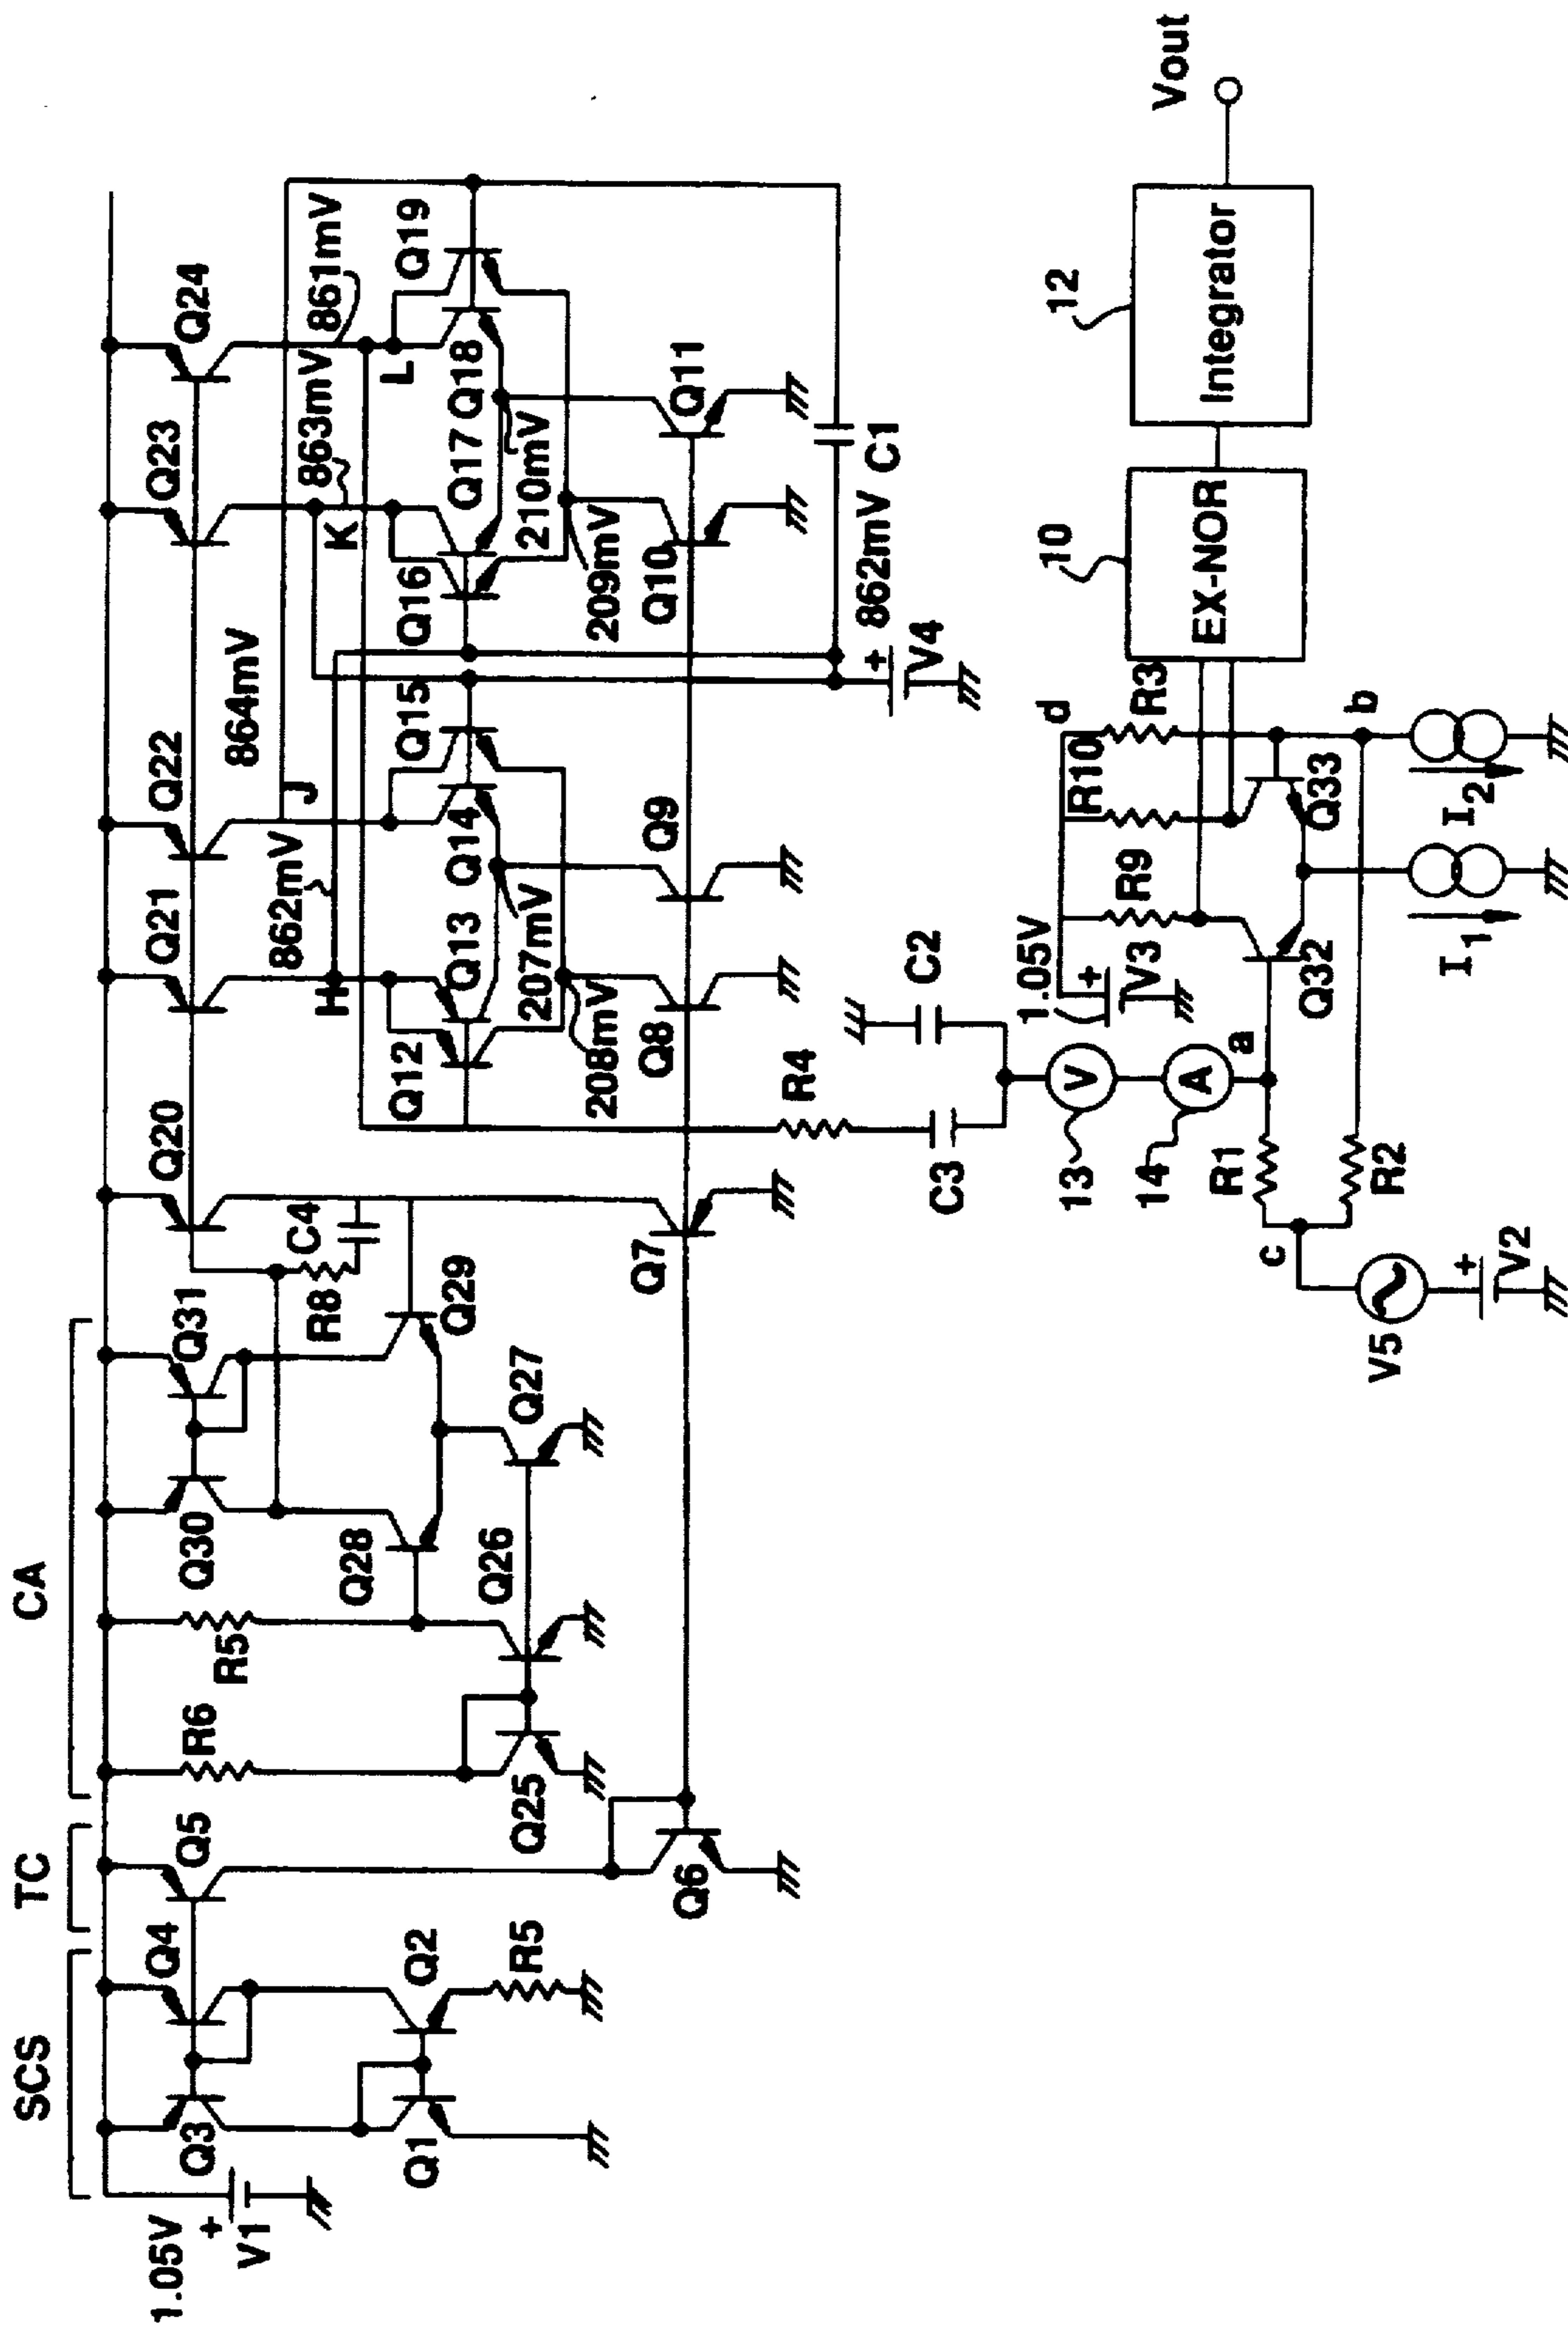 SCS
TC
CA
1.05V
+
V1
Q3
Q4
Q5
R6
R5
Q30
Q31
Q20
Q21
Q22
Q23
Q24
Q1
Q2
R5
Q25
Q26
Q28
Q27
Q29
R8
C4
862mV
864mV
863mV
861mV
H
J
K
L
Q12
Q13
Q14
Q15
Q16
Q17
Q18
Q19
208mV
207mV
209mV
210mV
Q6
Q7
Q8
Q9
Q10
Q11
862mV
C1
+
V4
R4
C3
C2
13
V
14
A
1.05V
+
V3
R9
R10
d
R3
10
EX-NOR
12
Integrator
Vout
a
b
c
R1
R2
Q32
Q33
V5
+
V2
I1
I2